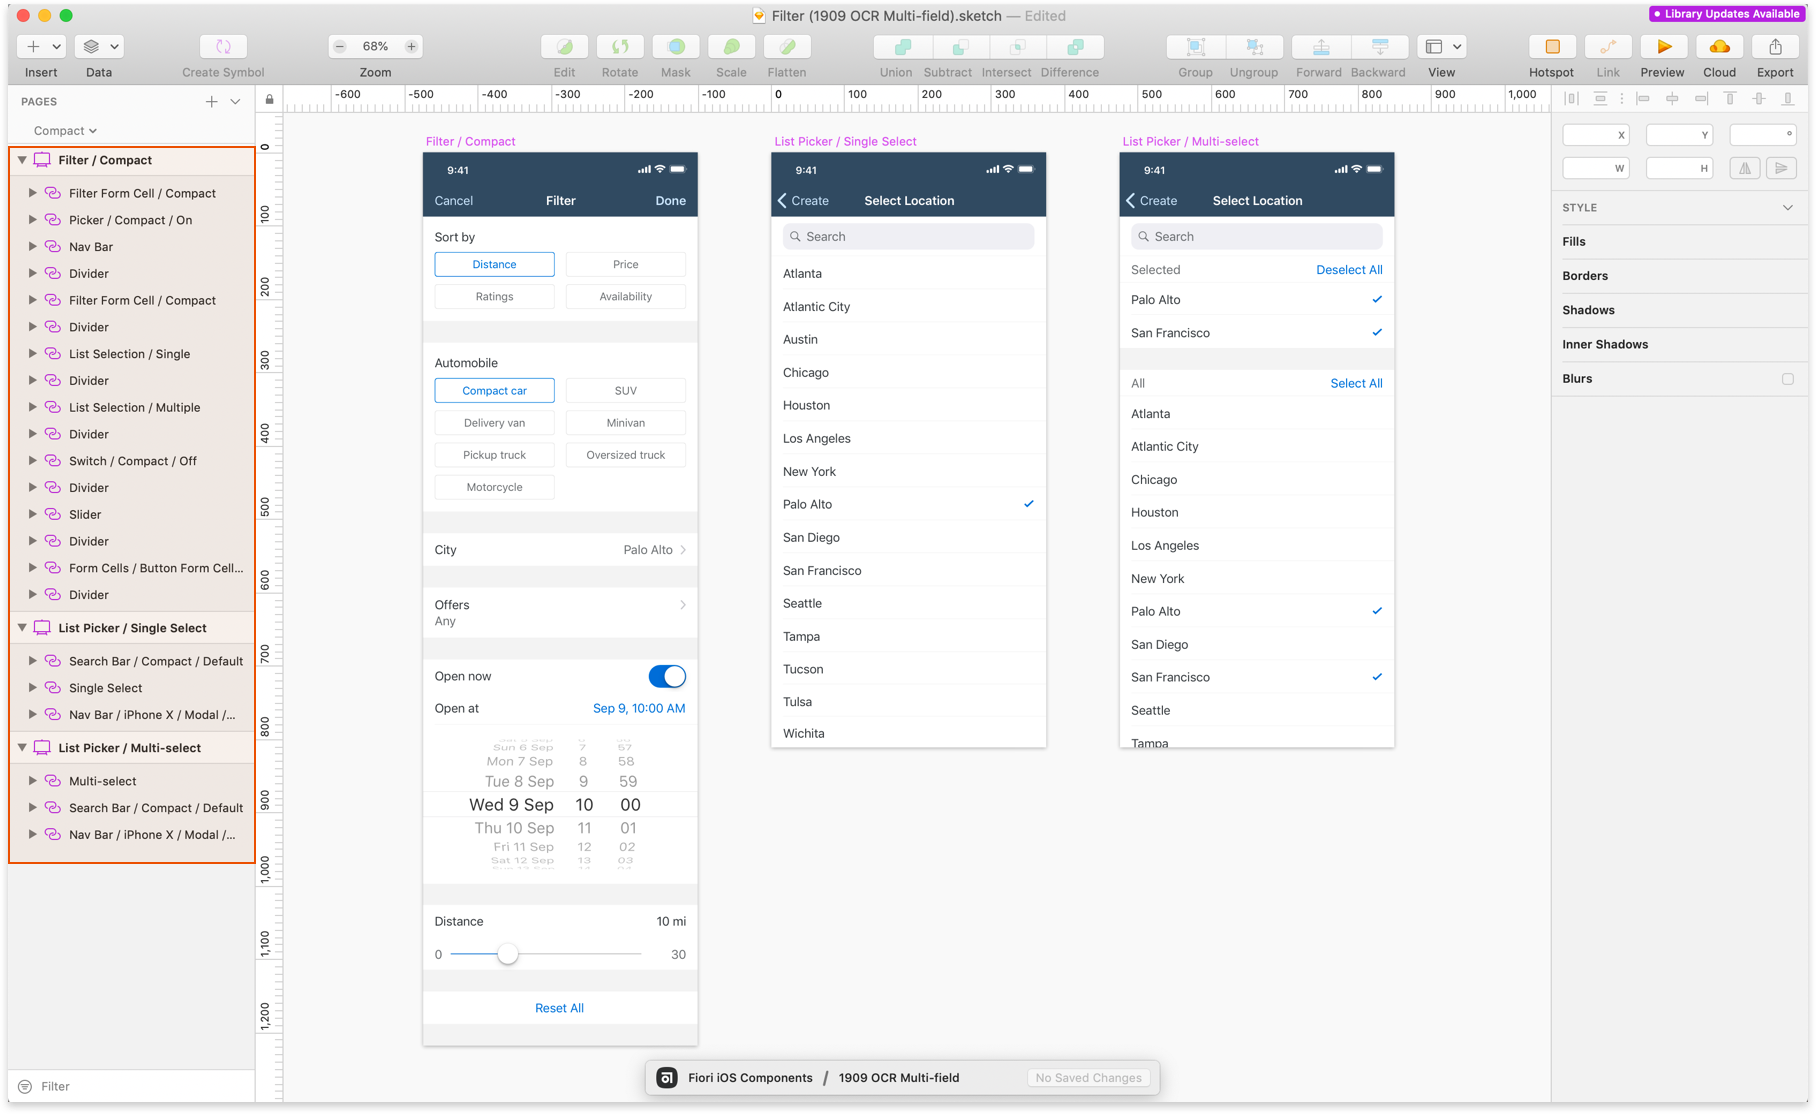 Filter (1909 OCR Multi-field).sketch — Edited
Library Updates Available
68%
Insert
Data
Create Symbol
Zoom
Edit
Rotate
Mask
Scale
Flatten
Union
Subtract
Intersect
Difference
Group
Ungroup
Forward
Backward
View
Hotspot
Link
Preview
Cloud
Export
PAGES
Compact
Filter / Compact
Filter Form Cell / Compact
Picker / Compact / On
Nav Bar
Divider
Filter Form Cell / Compact
Divider
List Selection / Single
Divider
List Selection / Multiple
Divider
Switch / Compact / Off
Divider
Slider
Divider
Form Cells / Button Form Cell...
Divider
List Picker / Single Select
Search Bar / Compact / Default
Single Select
Nav Bar / iPhone X / Modal /...
List Picker / Multi-select
Multi-select
Search Bar / Compact / Default
Nav Bar / iPhone X / Modal /...
Filter
-600 -500 -400 -300 -200 -100 0 100 200 300 400 500 600 700 800 900 1,000
0
100
200
300
400
500
600
700
800
900
1,000
1,100
1,200
Filter / Compact
9:41
Cancel Filter Done
Sort by
Distance Price
Ratings Availability
Automobile
Compact car SUV
Delivery van Minivan
Pickup truck Oversized truck
Motorcycle
City Palo Alto
Offers
Any
Open now
Open at Sep 9, 10:00 AM
Sun 6 Sep 7 57
Mon 7 Sep 8 58
Tue 8 Sep 9 59
Wed 9 Sep 10 00
Thu 10 Sep 11 01
Fri 11 Sep 12 02
Sat 12 Sep 13 03
Distance 10 mi
0 30
Reset All
List Picker / Single Select
9:41
Create Select Location
Search
Atlanta
Atlantic City
Austin
Chicago
Houston
Los Angeles
New York
Palo Alto
San Diego
San Francisco
Seattle
Tampa
Tucson
Tulsa
Wichita
List Picker / Multi-select
9:41
Create Select Location
Search
Selected Deselect All
Palo Alto
San Francisco
All Select All
Atlanta
Atlantic City
Chicago
Houston
Los Angeles
New York
Palo Alto
San Diego
San Francisco
Seattle
Tampa
X Y °
W H
STYLE
Fills
Borders
Shadows
Inner Shadows
Blurs
Fiori iOS Components / 1909 OCR Multi-field No Saved Changes